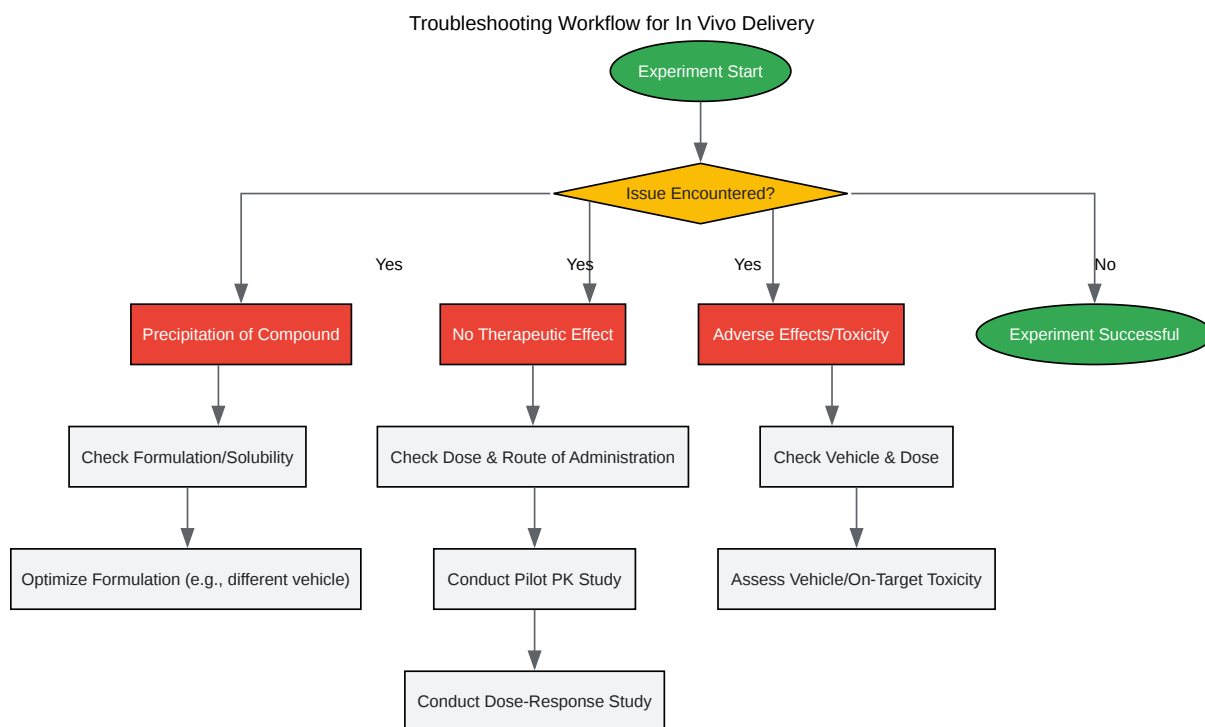 Troubleshooting Workflow for In Vivo Delivery
Experiment Start
Issue Encountered?
Yes
Yes
Yes
No
Precipitation of Compound
No Therapeutic Effect
Adverse Effects/Toxicity
Experiment Successful
Check Formulation/Solubility
Check Dose & Route of Administration
Check Vehicle & Dose
Optimize Formulation (e.g., different vehicle)
Conduct Pilot PK Study
Assess Vehicle/On-Target Toxicity
Conduct Dose-Response Study